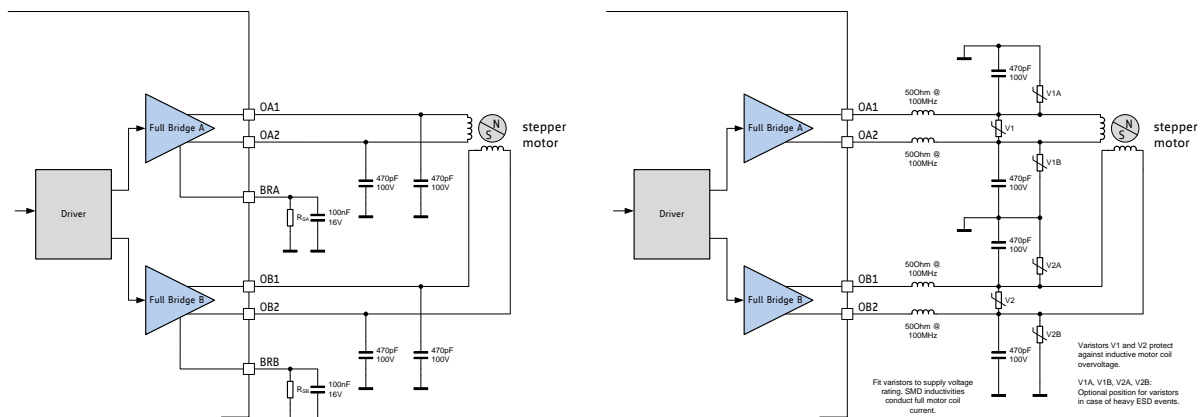 OA1
Full Bridge A
OA2
N
S
stepper
motor
470pF
100V
470pF
100V
BRA
Driver
RSA
100nF
16V
OB1
Full Bridge B
OB2
470pF
100V
470pF
100V
BRB
RSB
100nF
16V
470pF
100V
V1A
50Ohm @
100MHz
OA1
Full Bridge A
V1
OA2
N
S
stepper
motor
50Ohm @
100MHz
V1B
470pF
100V
Driver
470pF
100V
50Ohm @
100MHz
V2A
OB1
Full Bridge B
V2
OB2
50Ohm @
100MHz
V2B
470pF
100V
Varistors V1 and V2 protect
against inductive motor coil
overvoltage.
V1A, V1B, V2A, V2B:
Optional position for varistors
in case of heavy ESD events.
Fit varistors to supply voltage
rating. SMD inductivities
conduct full motor coil
current.